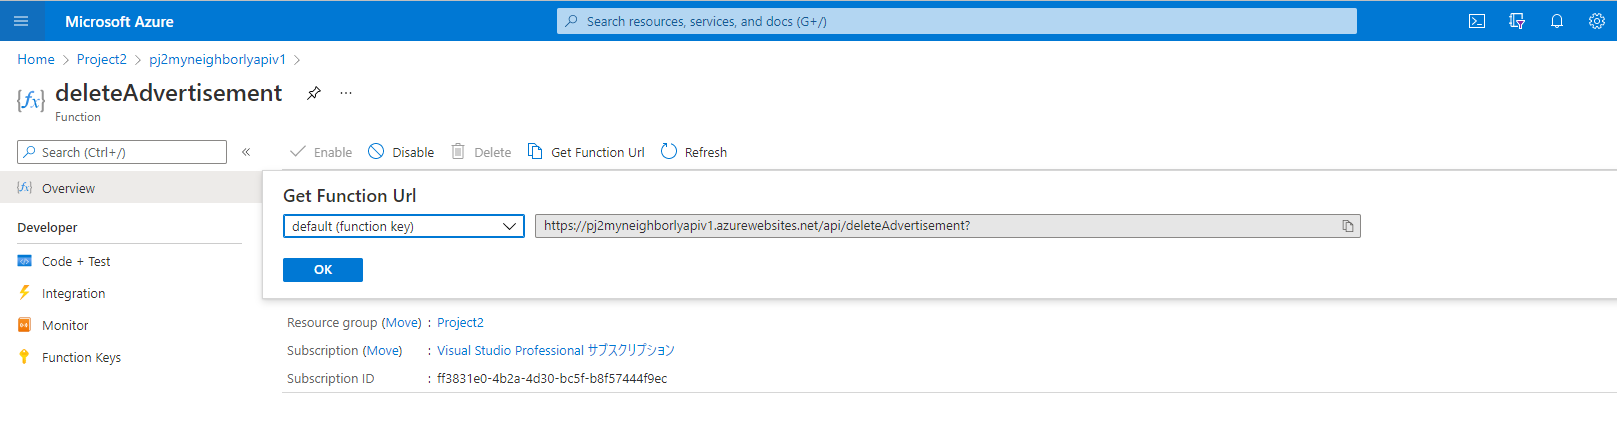 Microsoft Azure
Search resources, services, and docs (G+/)
Home > Project2 > pj2myneighborlyapiv1 >
{fx} deleteAdvertisement ...
Function
Search (Ctrl+/) «
Enable Disable Delete Get Function Url Refresh
{fx} Overview
Get Function Url
default (function key) https://pj2myneighborlyapiv1.azurewebsites.net/api/deleteAdvertisement?
OK
Developer
Code + Test
Integration
Monitor
Function Keys
Resource group (Move) : Project2
Subscription (Move) : Visual Studio Professional サブスクリプション
Subscription ID : ff3831e0-4b2a-4d30-bc5f-b8f57444f9ec